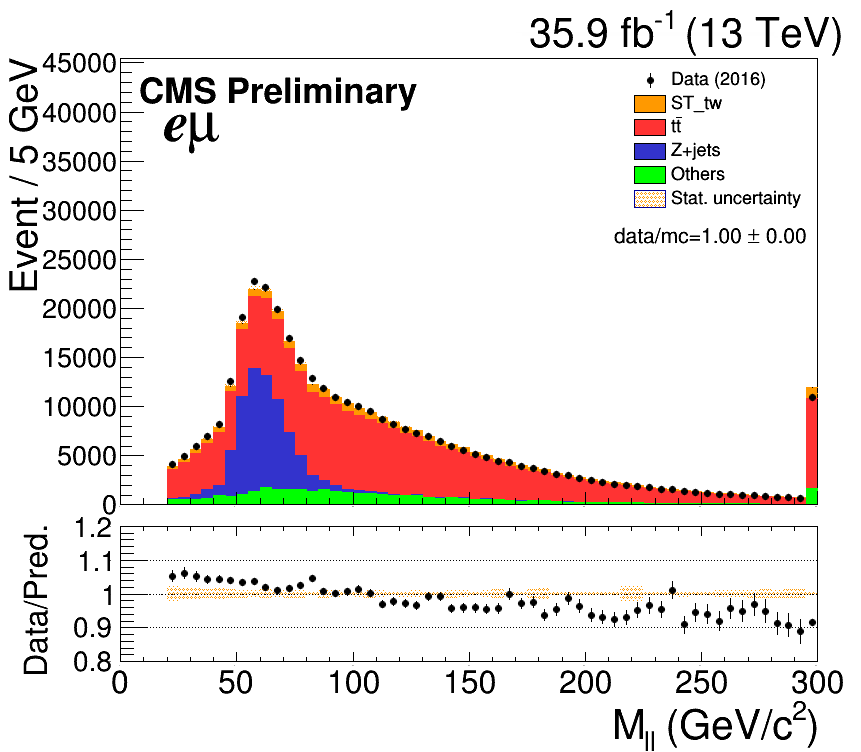 35.9 fb⁻¹ (13 TeV)
CMS Preliminary
eμ
Data (2016)
ST_tw
tt̄
Z+jets
Others
Stat. uncertainty
data/mc=1.00 ± 0.00
Event / 5 GeV
45000
40000
35000
30000
25000
20000
15000
10000
5000
0
Data/Pred.
1.2
1.1
1
0.9
0.8
0 50 100 150 200 250 300
M_ll (GeV/c²)